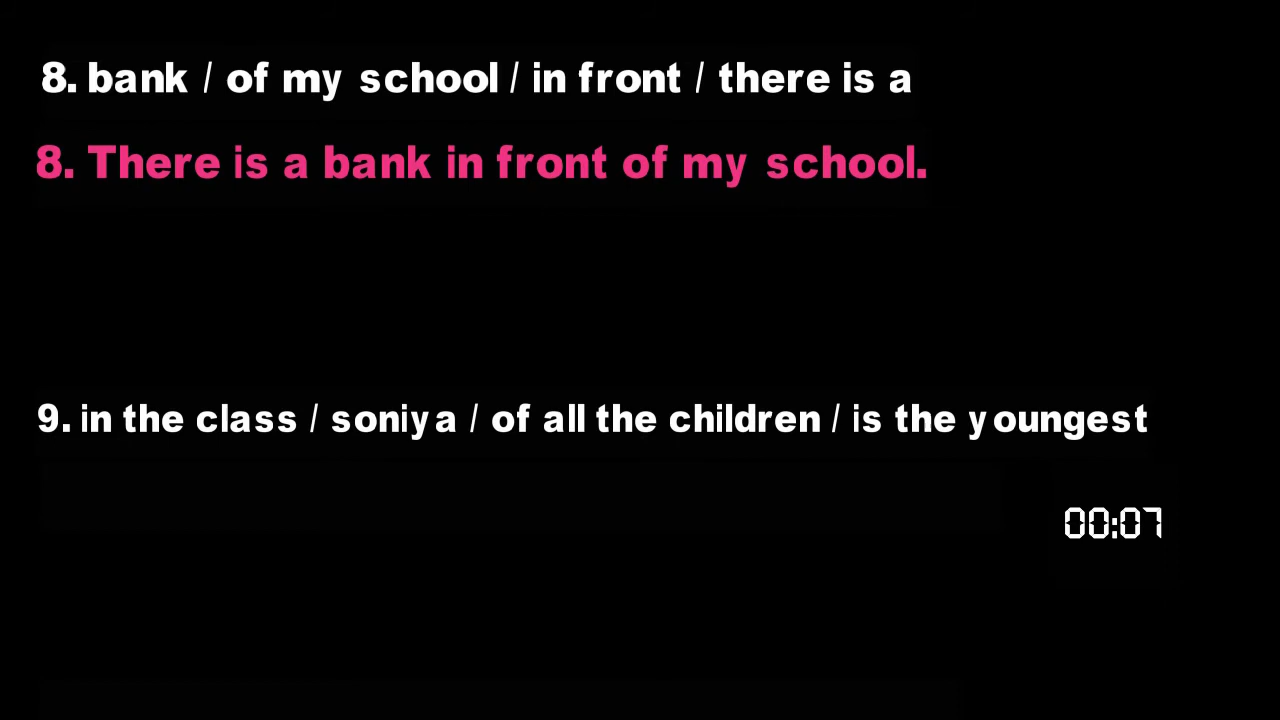 8. bank / of my school / in front / there is a
8. There is a bank in front of my school.
9. in the class / soniya / of all the children / is the youngest
00:07